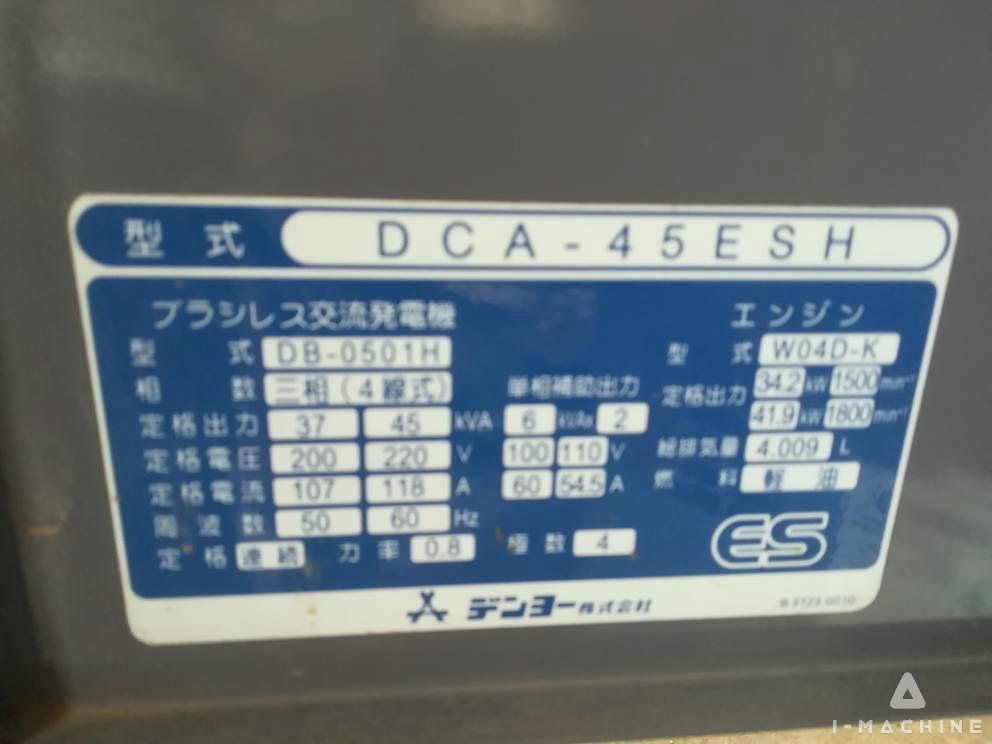 型式 DCA-45ESH
ブラシレス交流発電機 エンジン
型式 DB-0501H 型式 W04D-K
相数 三相(4線式) 単相補助出力 定格出力 34.2 kW 1500 min⁻¹
定格出力 37 45 kVA 6 kVA× 2 41.9 kW 1800 min⁻¹
定格電圧 200 220 V 100 110 V 総排気量 4.009 L
定格電流 107 118 A 60 54.5 A 燃料 軽油
周波数 50 60 Hz
定格 連続 力率 0.8 極数 4 ES
デンヨー株式会社
I-MACHINE